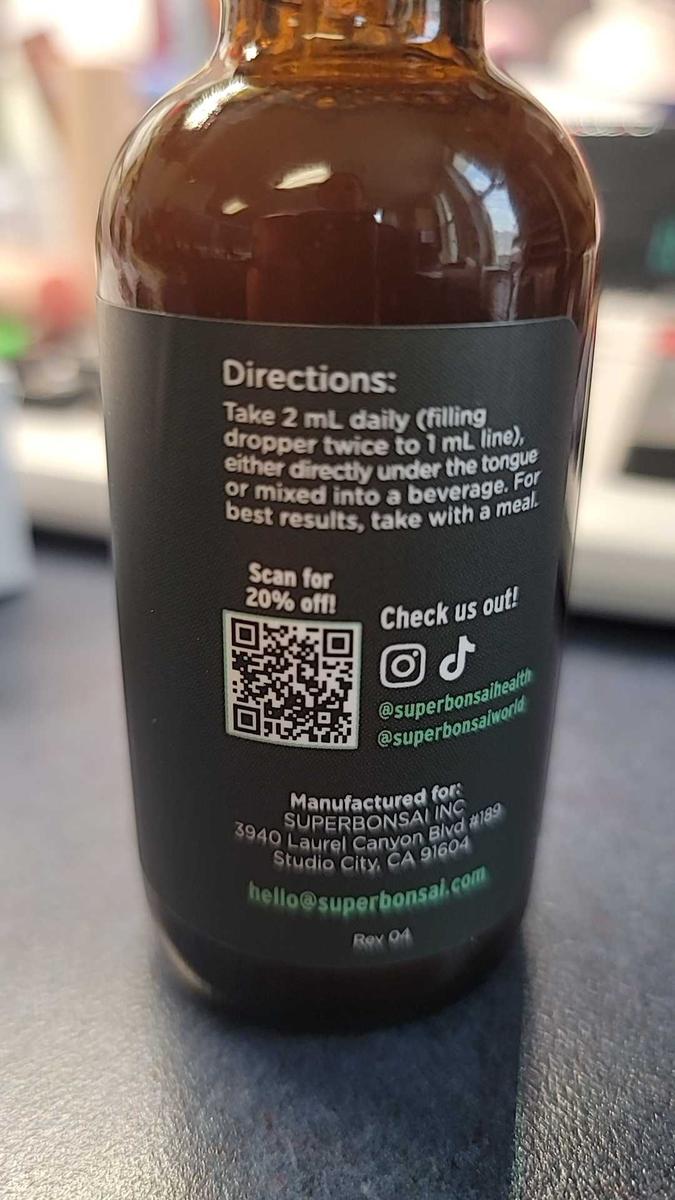 Directions:
Take 2 mL daily (filling
dropper twice to 1 mL line),
either directly under the tongue
or mixed into a beverage. For
best results, take with a meal.
Scan for
20% off!
Check us out!
@superbonsaihealth
@superbonsaiworld
Manufactured for:
SUPERBONSAI INC
3940 Laurel Canyon Blvd #189
Studio City, CA 91604
hello@superbonsai.com
Rev 04